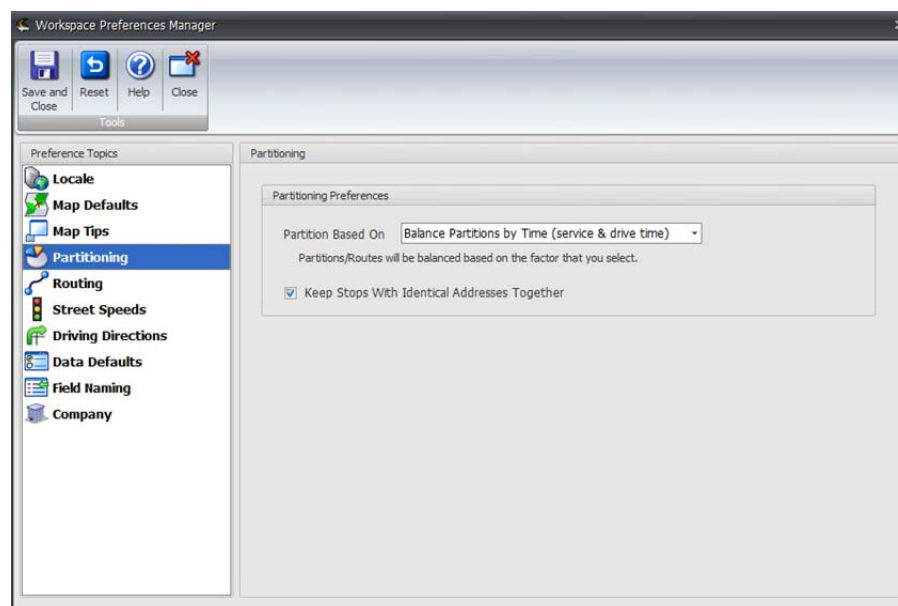 Workspace Preferences Manager
Save and Close
Reset
Help
Close
Tools
Preference Topics
Locale
Map Defaults
Map Tips
Partitioning
Routing
Street Speeds
Driving Directions
Data Defaults
Field Naming
Company
Partitioning
Partitioning Preferences
Partition Based On Balance Partitions by Time (service & drive time)
Partitions/Routes will be balanced based on the factor that you select.
Keep Stops With Identical Addresses Together